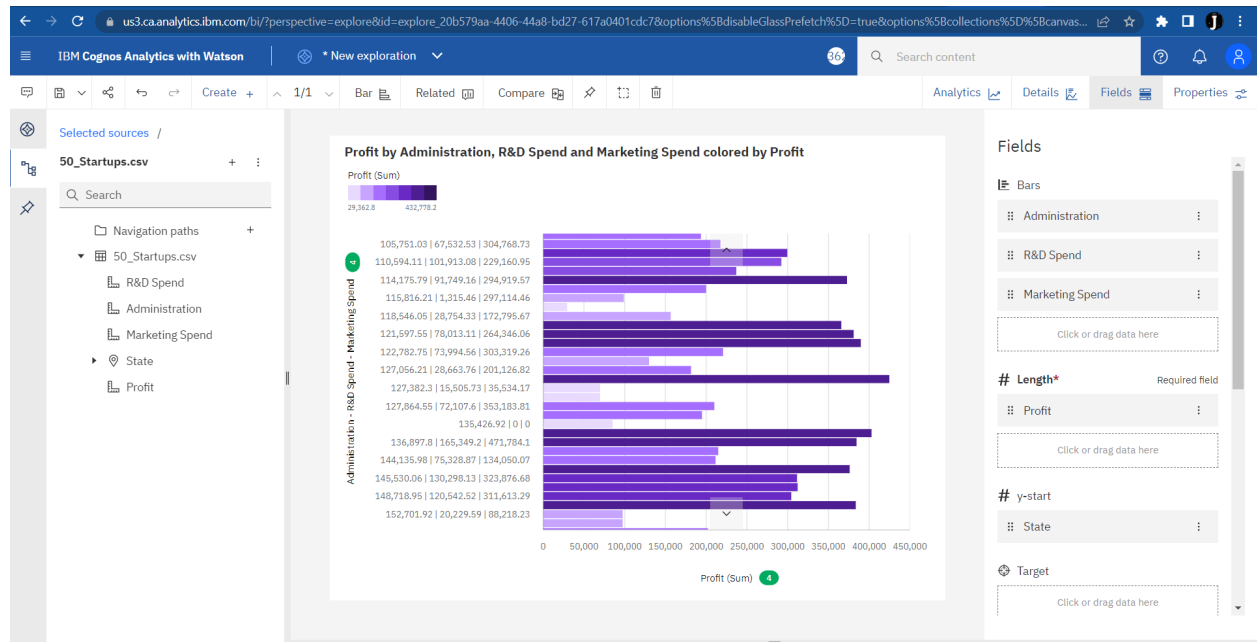 us3.ca.analytics.ibm.com/bi/?perspective=explore&id=explore_20b579aa-4406-44a8-bd27-617a0401cdc7&options%5BdisableGlassPrefetch%5D=true&options%5Bcollections%5D%5Bcanvas...
IBM Cognos Analytics with Watson
* New exploration
Search content
Create +
1/1
Bar
Related
Compare
Analytics
Details
Fields
Properties
Selected sources /
50_Startups.csv
Search
Navigation paths
50_Startups.csv
R&D Spend
Administration
Marketing Spend
State
Profit
Profit by Administration, R&D Spend and Marketing Spend colored by Profit
Profit (Sum)
29,362.8 432,778.2
Administration - R&D Spend - Marketing Spend
4
105,751.03 | 67,532.53 | 304,768.73
110,594.11 | 101,913.08 | 229,160.95
114,175.79 | 91,749.16 | 294,919.57
115,816.21 | 1,315.46 | 297,114.46
118,546.05 | 28,754.33 | 172,795.67
121,597.55 | 78,013.11 | 264,346.06
122,782.75 | 73,994.56 | 303,319.26
127,056.21 | 28,663.76 | 201,126.82
127,382.3 | 15,505.73 | 35,534.17
127,864.55 | 72,107.6 | 353,183.81
135,426.92 | 0 | 0
136,897.8 | 165,349.2 | 471,784.1
144,135.98 | 75,328.87 | 134,050.07
145,530.06 | 130,298.13 | 323,876.68
148,718.95 | 120,542.52 | 311,613.29
152,701.92 | 20,229.59 | 88,218.23
0 50,000 100,000 150,000 200,000 250,000 300,000 350,000 400,000 450,000
Profit (Sum) 4
Fields
Bars
Administration
R&D Spend
Marketing Spend
Click or drag data here
# Length* Required field
Profit
Click or drag data here
# y-start
State
Target
Click or drag data here